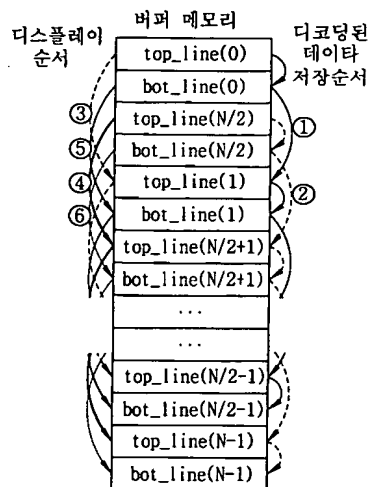 버퍼 메모리
디스플레이
순서
디코딩된
데이타
저장순서
top_line(0)
bot_line(0)
top_line(N/2)
bot_line(N/2)
top_line(1)
bot_line(1)
top_line(N/2+1)
bot_line(N/2+1)
...
...
top_line(N/2-1)
bot_line(N/2-1)
top_line(N-1)
bot_line(N-1)
③
⑤
④
⑥
①
②